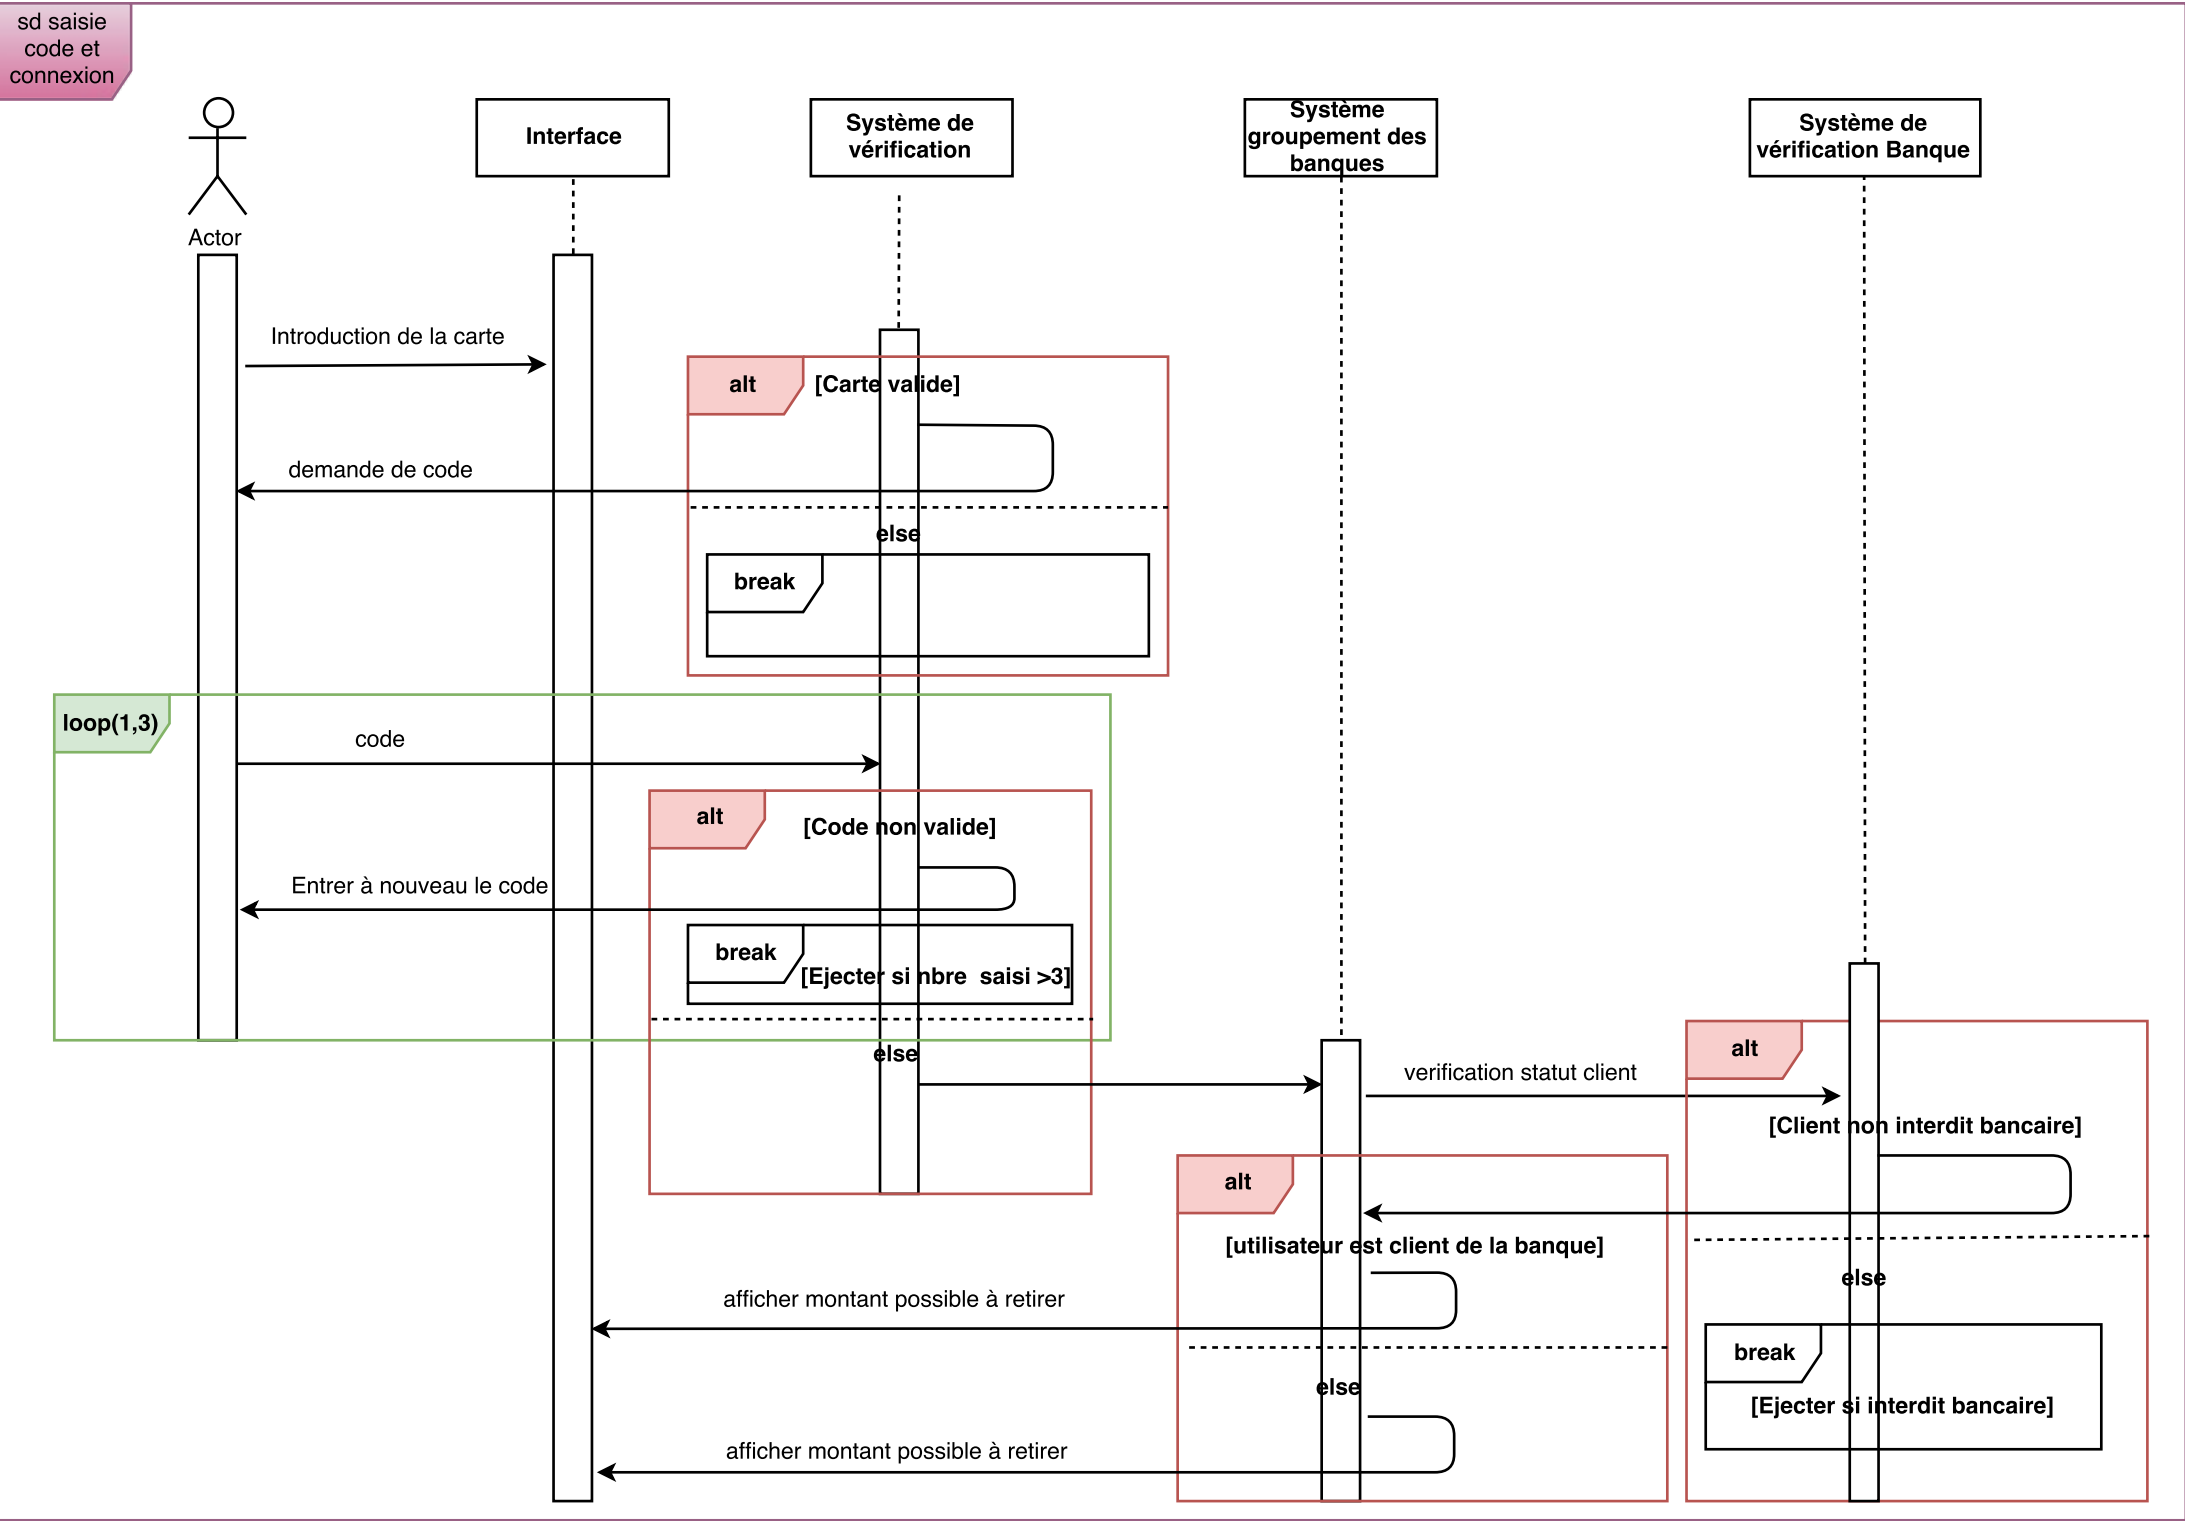 sd saisie
code et
connexion
Actor
Interface
Système de
vérification
Système
groupement des
banques
Système de
vérification Banque
Introduction de la carte
alt
[Carte valide]
demande de code
else
break
loop(1,3)
code
alt
[Code non valide]
Entrer à nouveau le code
break
[Ejecter si nbre  saisi >3]
else
alt
verification statut client
[Client non interdit bancaire]
alt
[utilisateur est client de la banque]
else
afficher montant possible à retirer
break
else
[Ejecter si interdit bancaire]
afficher montant possible à retirer